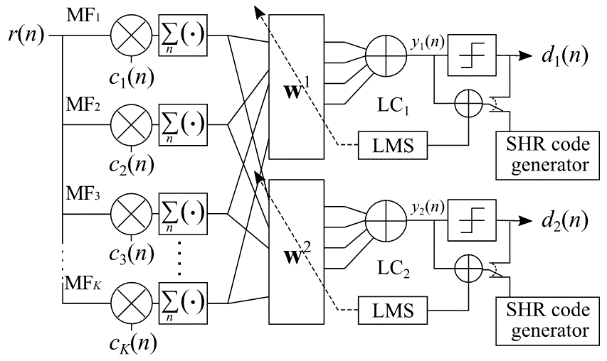 r(n)
MF₁
c₁(n)
∑ₙ(·)
MF₂
c₂(n)
∑ₙ(·)
MF₃
c₃(n)
∑ₙ(·)
MF_K
c_K(n)
∑ₙ(·)
W¹
LC₁
y₁(n)
d₁(n)
LMS
SHR code
generator
W²
LC₂
y₂(n)
d₂(n)
LMS
SHR code
generator